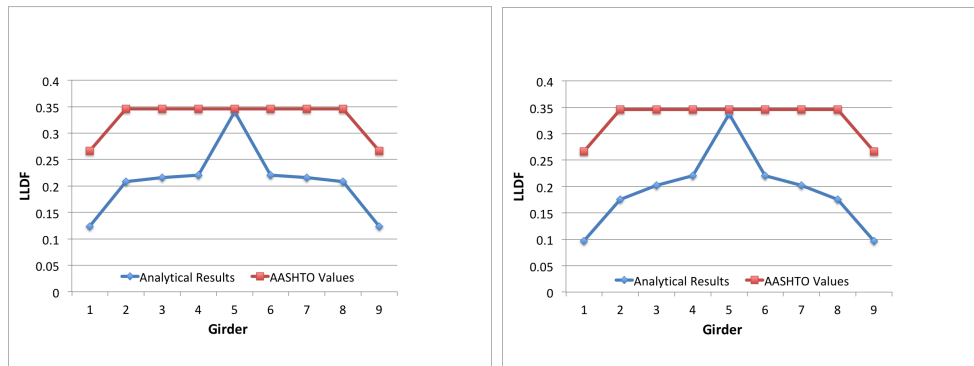 0.4
0.35
0.3
0.25
0.2
0.15
0.1
0.05
0
LLDF
Analytical Results
AASHTO Values
1 2 3 4 5 6 7 8 9
Girder
0.4
0.35
0.3
0.25
0.2
0.15
0.1
0.05
0
LLDF
Analytical Results
AASHTO Values
1 2 3 4 5 6 7 8 9
Girder